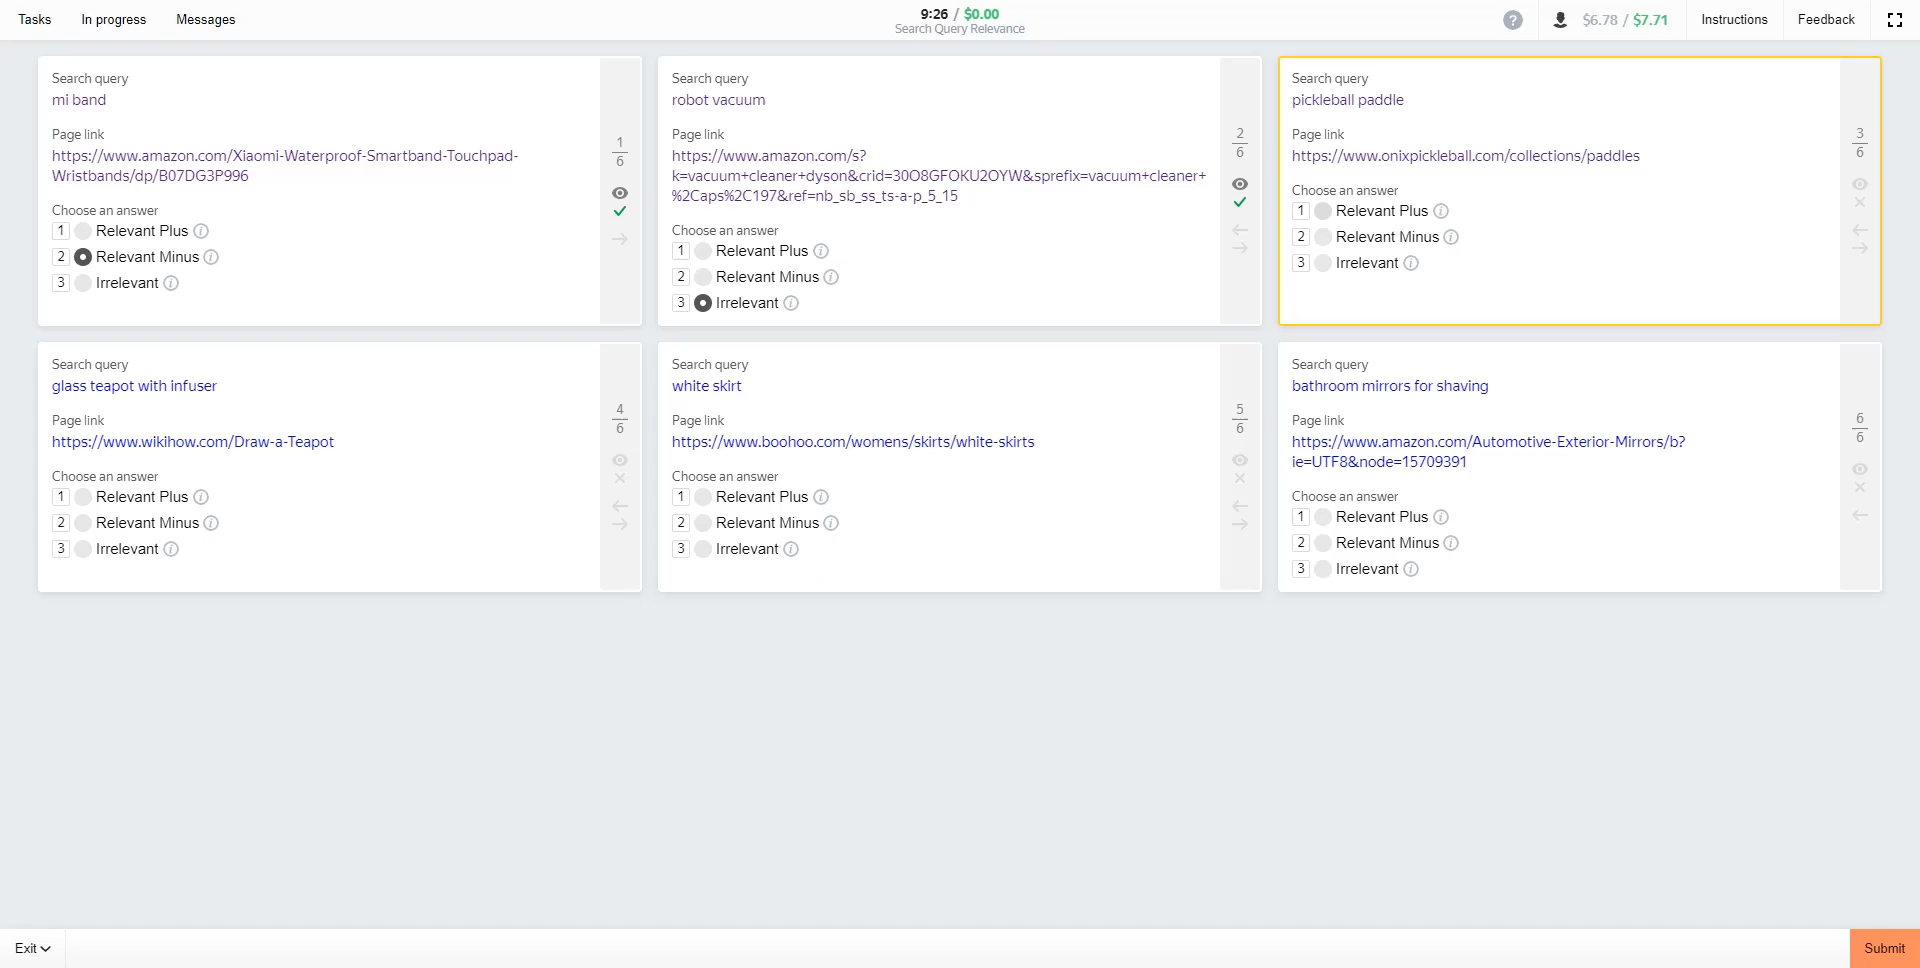 Tasks
In progress
Messages
9:26 / $0.00
Search Query Relevance
?
$6.78 / $7.71
Instructions
Feedback
Search query
mi band
Page link
https://www.amazon.com/Xiaomi-Waterproof-Smartband-Touchpad-
Wristbands/dp/B07DG3P996
Choose an answer
1 Relevant Plus i
2 Relevant Minus i
3 Irrelevant i
1
6
Search query
robot vacuum
Page link
https://www.amazon.com/s?
k=vacuum+cleaner+dyson&crid=30O8GFOKU2OYW&sprefix=vacuum+cleaner+
%2Caps%2C197&ref=nb_sb_ss_ts-a-p_5_15
Choose an answer
1 Relevant Plus i
2 Relevant Minus i
3 Irrelevant i
2
6
Search query
pickleball paddle
Page link
https://www.onixpickleball.com/collections/paddles
Choose an answer
1 Relevant Plus i
2 Relevant Minus i
3 Irrelevant i
3
6
Search query
glass teapot with infuser
Page link
https://www.wikihow.com/Draw-a-Teapot
Choose an answer
1 Relevant Plus i
2 Relevant Minus i
3 Irrelevant i
4
6
Search query
white skirt
Page link
https://www.boohoo.com/womens/skirts/white-skirts
Choose an answer
1 Relevant Plus i
2 Relevant Minus i
3 Irrelevant i
5
6
Search query
bathroom mirrors for shaving
Page link
https://www.amazon.com/Automotive-Exterior-Mirrors/b?
ie=UTF8&node=15709391
Choose an answer
1 Relevant Plus i
2 Relevant Minus i
3 Irrelevant i
6
6
Exit
Submit